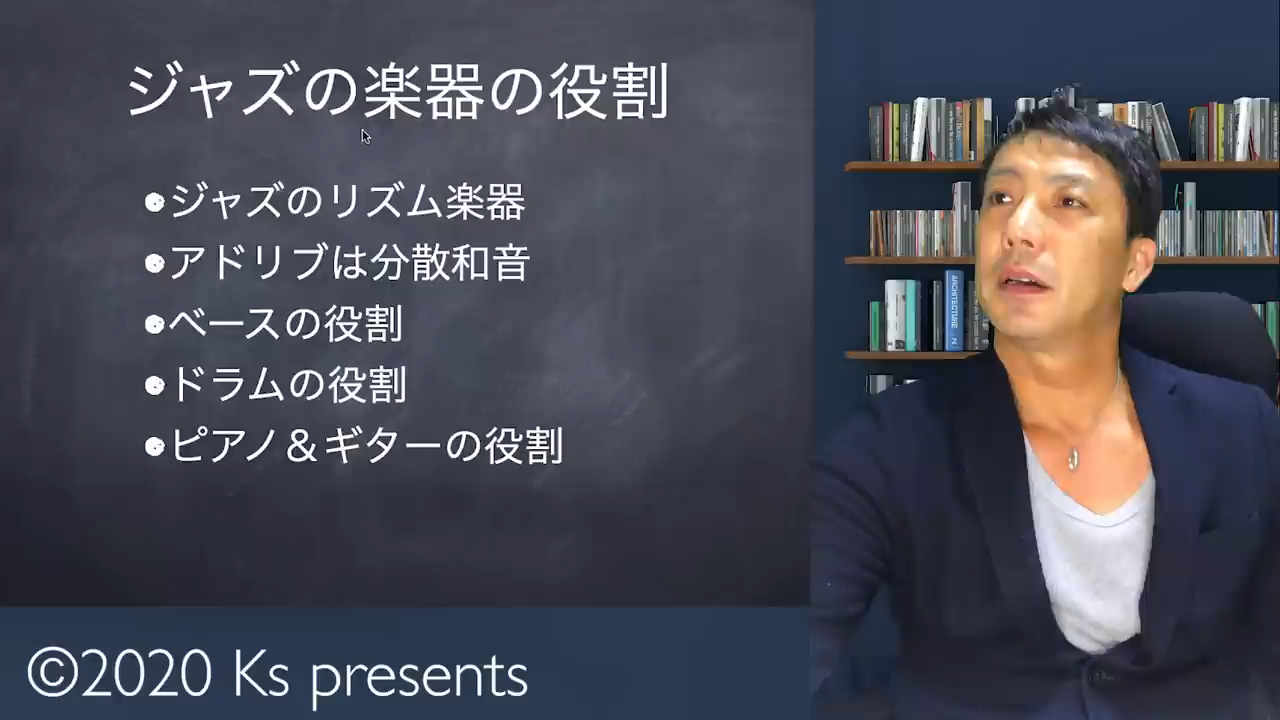 ジャズの楽器の役割
•ジャズのリズム楽器
•アドリブは分散和音
•ベースの役割
•ドラムの役割
•ピアノ＆ギターの役割
ARCHITECTURE
©2020 Ks presents